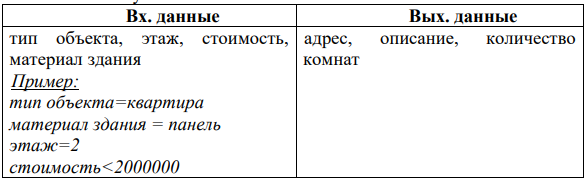 Вх. данные
Вых. данные
тип объекта, этаж, стоимость,
материал здания
Пример:
тип объекта=квартира
материал здания = панель
этаж=2
стоимость<2000000
адрес, описание, количество
комнат